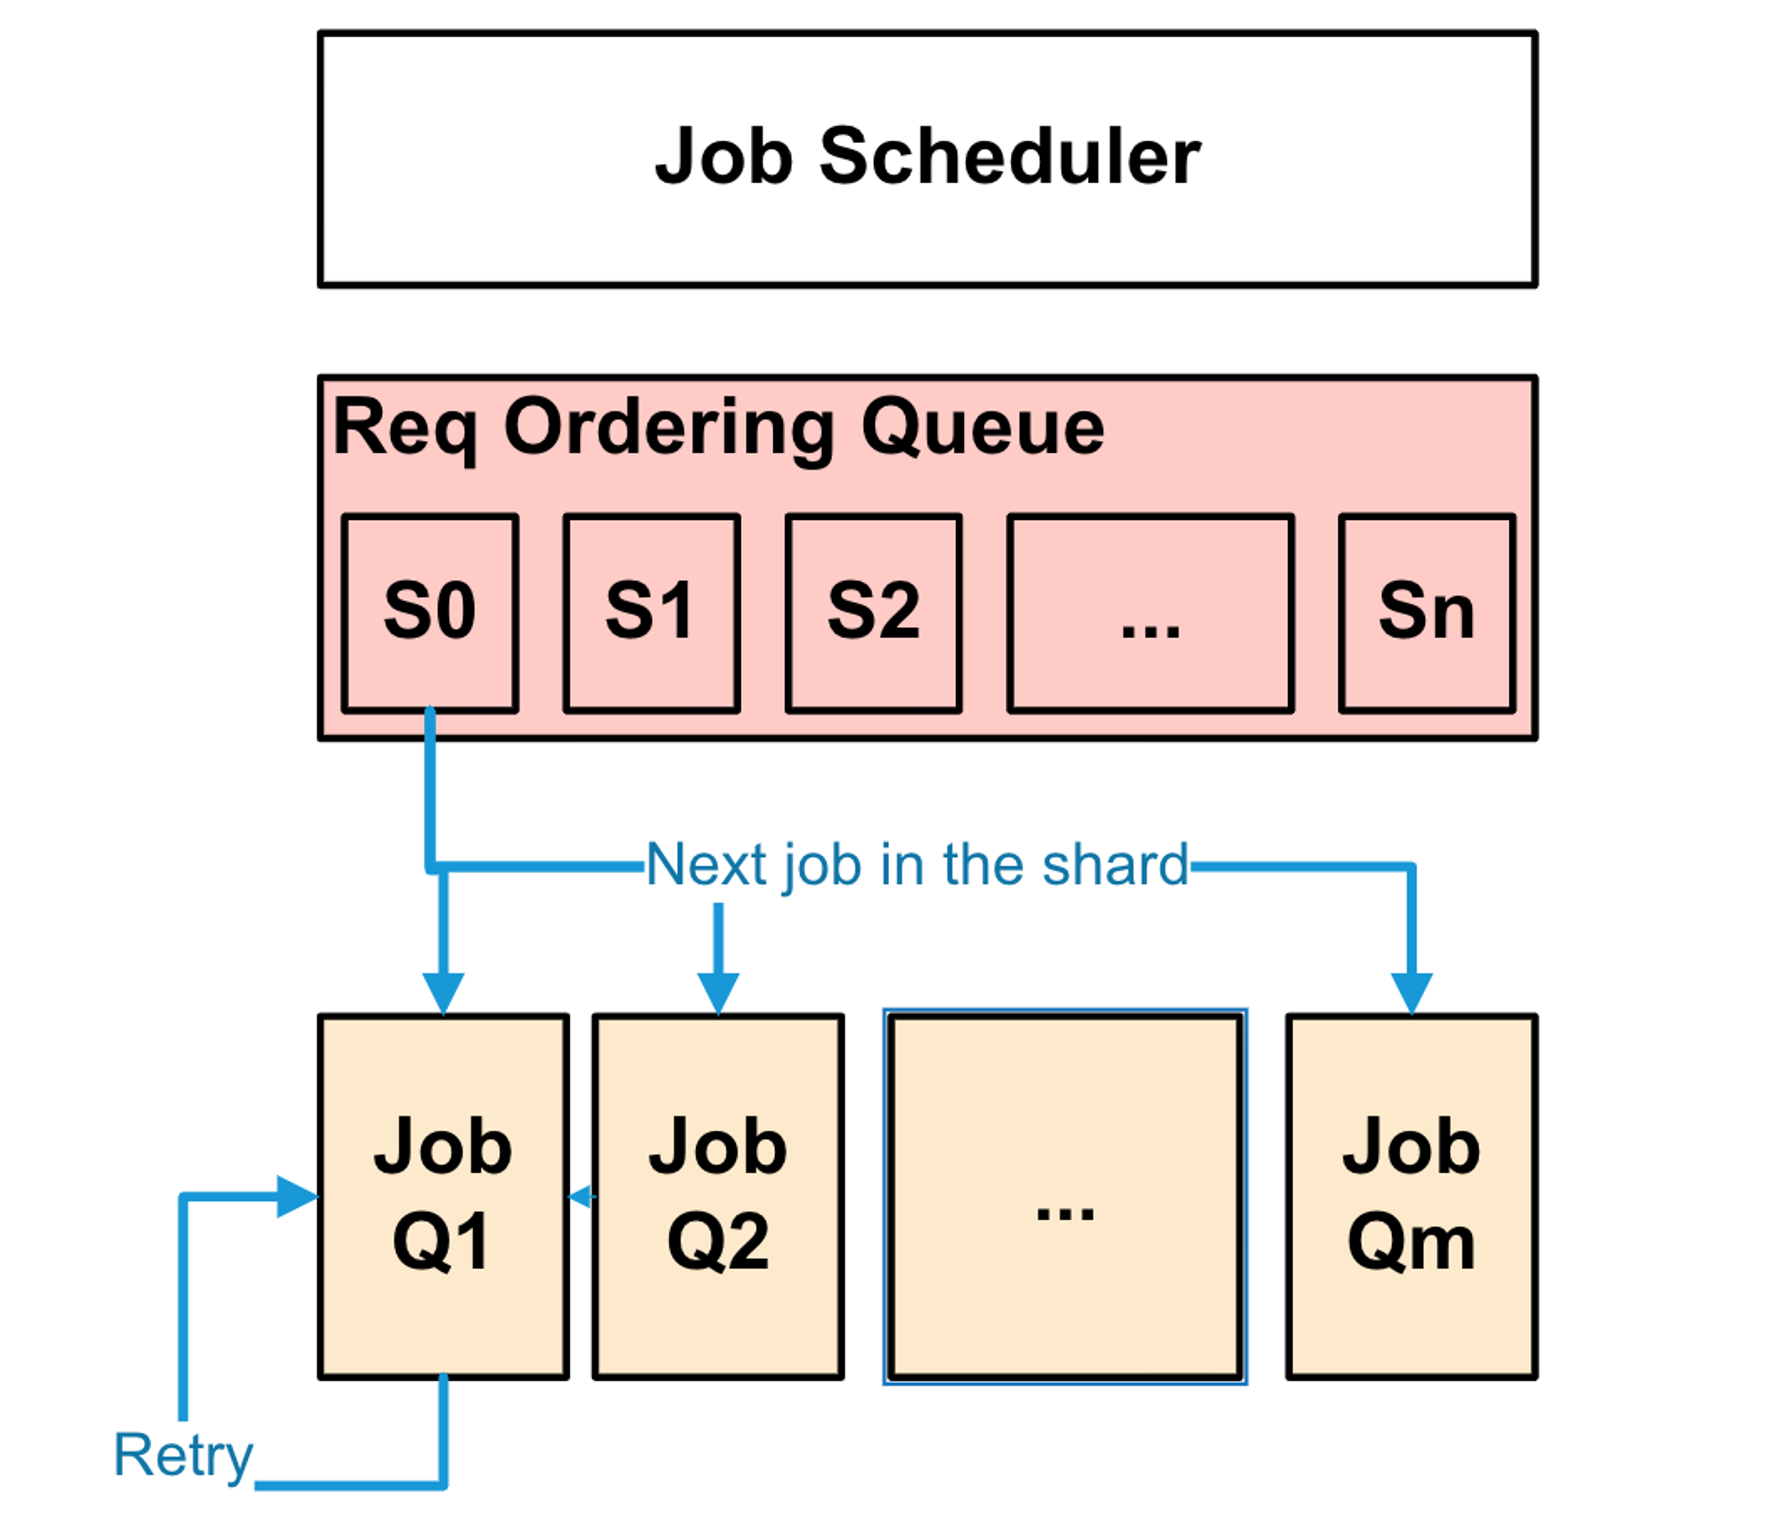 Job Scheduler
Req Ordering Queue
S0
S1
S2
...
Sn
Next job in the shard
Job
Q1
Job
Q2
...
Job
Qm
Retry